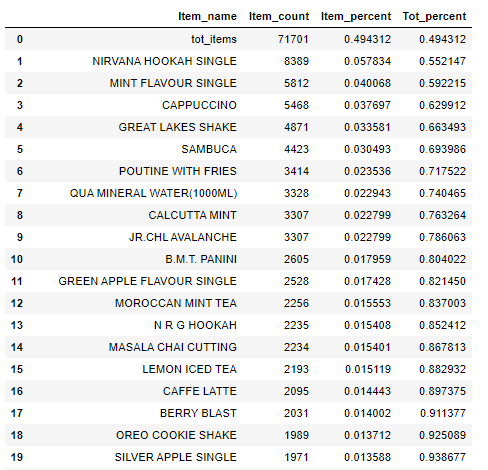 Item_name Item_count Item_percent Tot_percent
0 tot_items 71701 0.494312 0.494312
1 NIRVANA HOOKAH SINGLE 8389 0.057834 0.552147
2 MINT FLAVOUR SINGLE 5812 0.040068 0.592215
3 CAPPUCCINO 5468 0.037697 0.629912
4 GREAT LAKES SHAKE 4871 0.033581 0.663493
5 SAMBUCA 4423 0.030493 0.693986
6 POUTINE WITH FRIES 3414 0.023536 0.717522
7 QUA MINERAL WATER(1000ML) 3328 0.022943 0.740465
8 CALCUTTA MINT 3307 0.022799 0.763264
9 JR.CHL AVALANCHE 3307 0.022799 0.786063
10 B.M.T. PANINI 2605 0.017959 0.804022
11 GREEN APPLE FLAVOUR SINGLE 2528 0.017428 0.821450
12 MOROCCAN MINT TEA 2256 0.015553 0.837003
13 N R G HOOKAH 2235 0.015408 0.852412
14 MASALA CHAI CUTTING 2234 0.015401 0.867813
15 LEMON ICED TEA 2193 0.015119 0.882932
16 CAFFE LATTE 2095 0.014443 0.897375
17 BERRY BLAST 2031 0.014002 0.911377
18 OREO COOKIE SHAKE 1989 0.013712 0.925089
19 SILVER APPLE SINGLE 1971 0.013588 0.938677